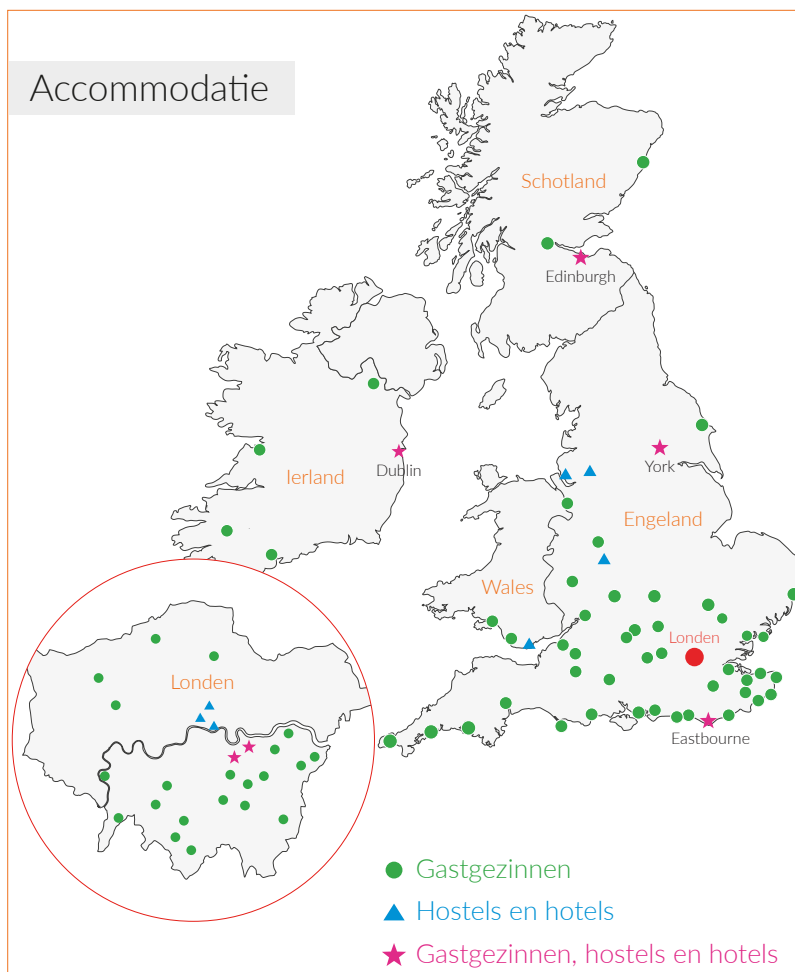 Accommodatie
Schotland
Edinburgh
Dublin
York
Ierland
Engeland
Wales
Londen
Londen
Eastbourne
Gastgezinnen
Hostels en hotels
Gastgezinnen, hostels en hotels